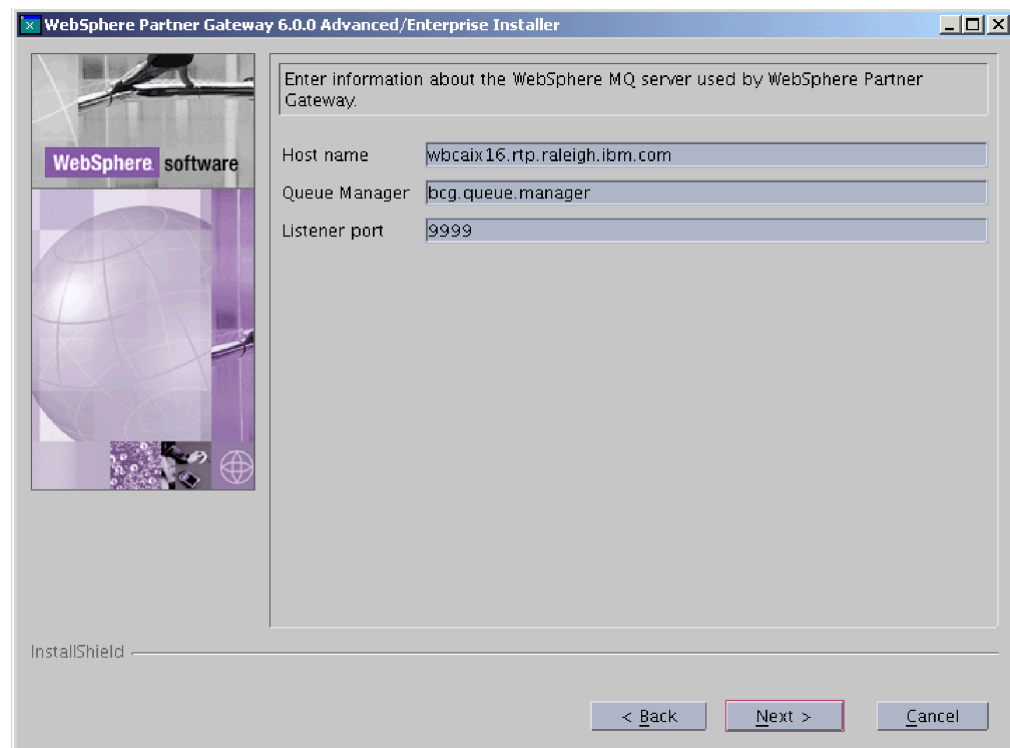 WebSphere Partner Gateway 6.0.0 Advanced/Enterprise Installer
WebSphere software
Enter information about the WebSphere MQ server used by WebSphere Partner
Gateway.
Host name wbcaix16.rtp.raleigh.ibm.com
Queue Manager bcg.queue.manager
Listener port 9999
InstallShield
< Back Next > Cancel